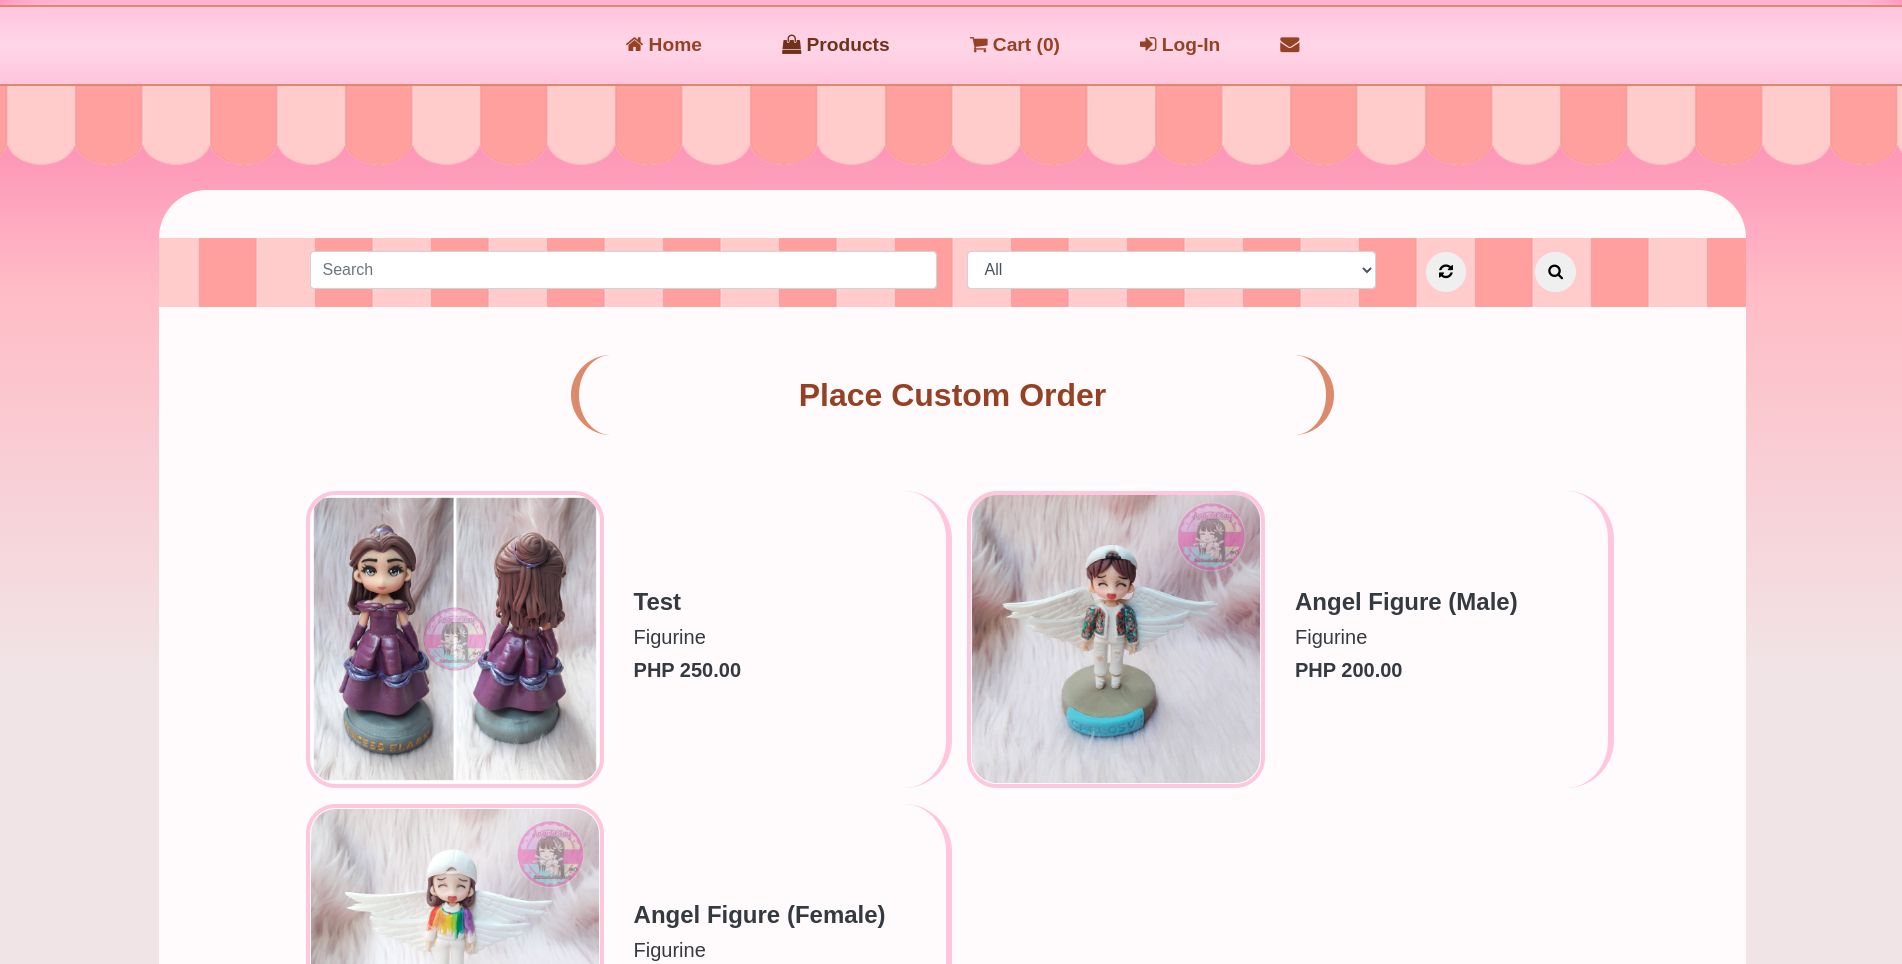 Home
Products
Cart (0)
Log-In
Search
All
Place Custom Order
Test
Figurine
PHP 250.00
Angel Figure (Male)
Figurine
PHP 200.00
Angel Figure (Female)
Figurine